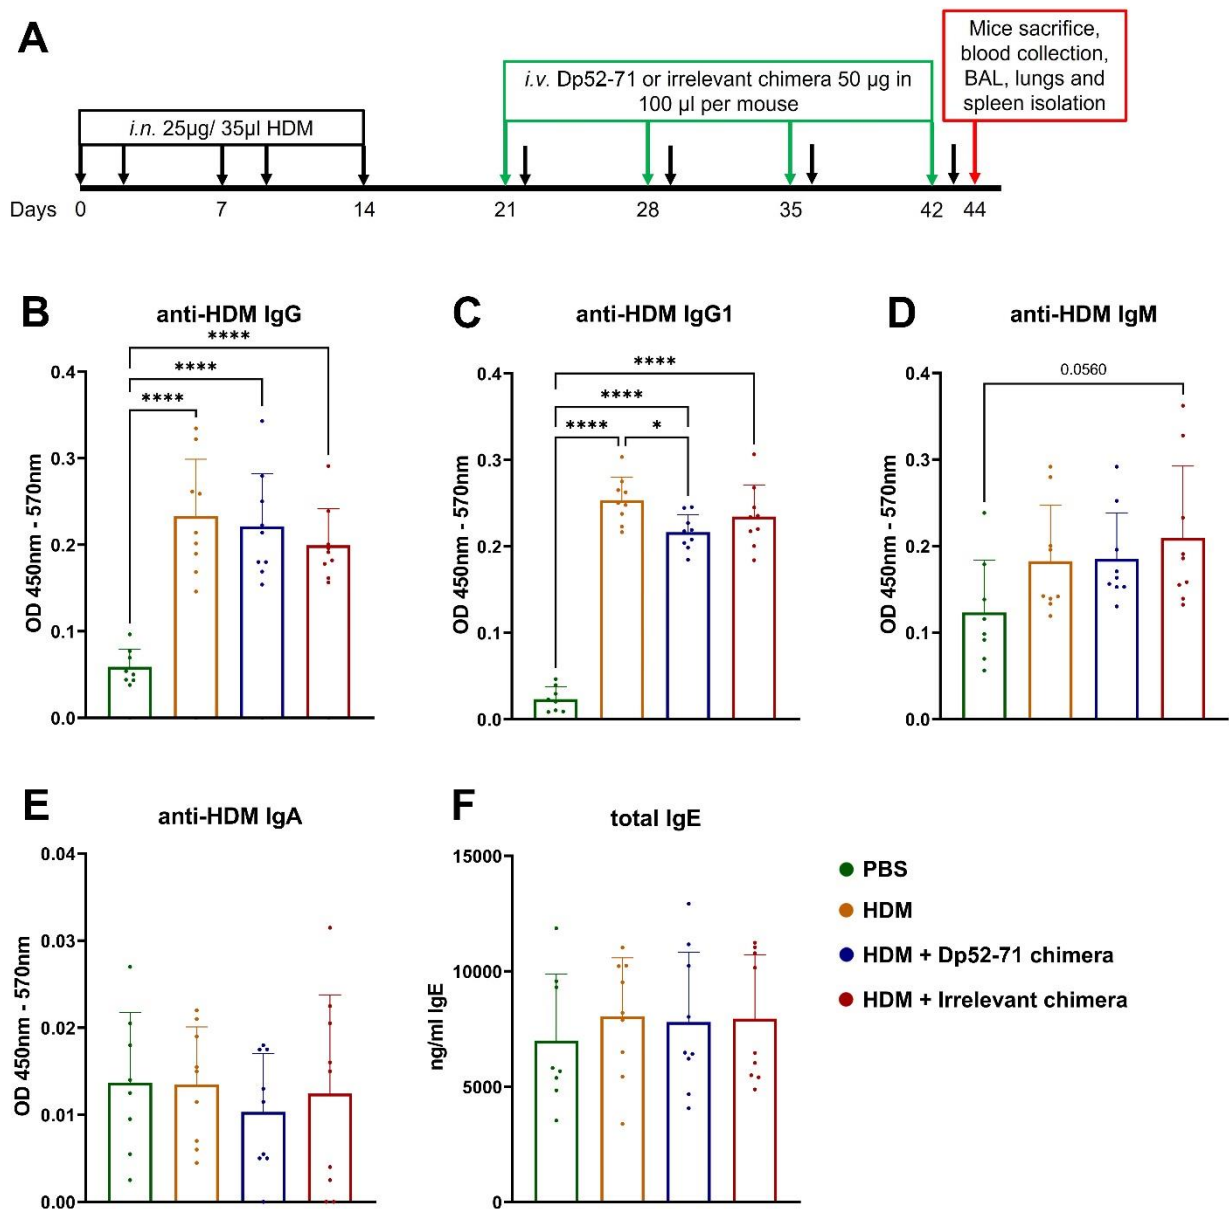 A
i.n. 25µg/ 35µl HDM
i.v. Dp52-71 or irrelevant chimera 50 µg in
100 µl per mouse
Mice sacrifice,
blood collection,
BAL, lungs and
spleen isolation
Days 0 7 14 21 28 35 42 44
B
anti-HDM IgG
****
****
****
OD 450nm - 570nm
0.4
0.3
0.2
0.1
0.0
C
anti-HDM IgG1
****
****
**** *
OD 450nm - 570nm
0.4
0.3
0.2
0.1
0.0
D
anti-HDM IgM
0.0560
OD 450nm - 570nm
0.4
0.3
0.2
0.1
0.0
E
anti-HDM IgA
OD 450nm - 570nm
0.04
0.03
0.02
0.01
0.00
F
total IgE
ng/ml IgE
15000
10000
5000
0
PBS
HDM
HDM + Dp52-71 chimera
HDM + Irrelevant chimera